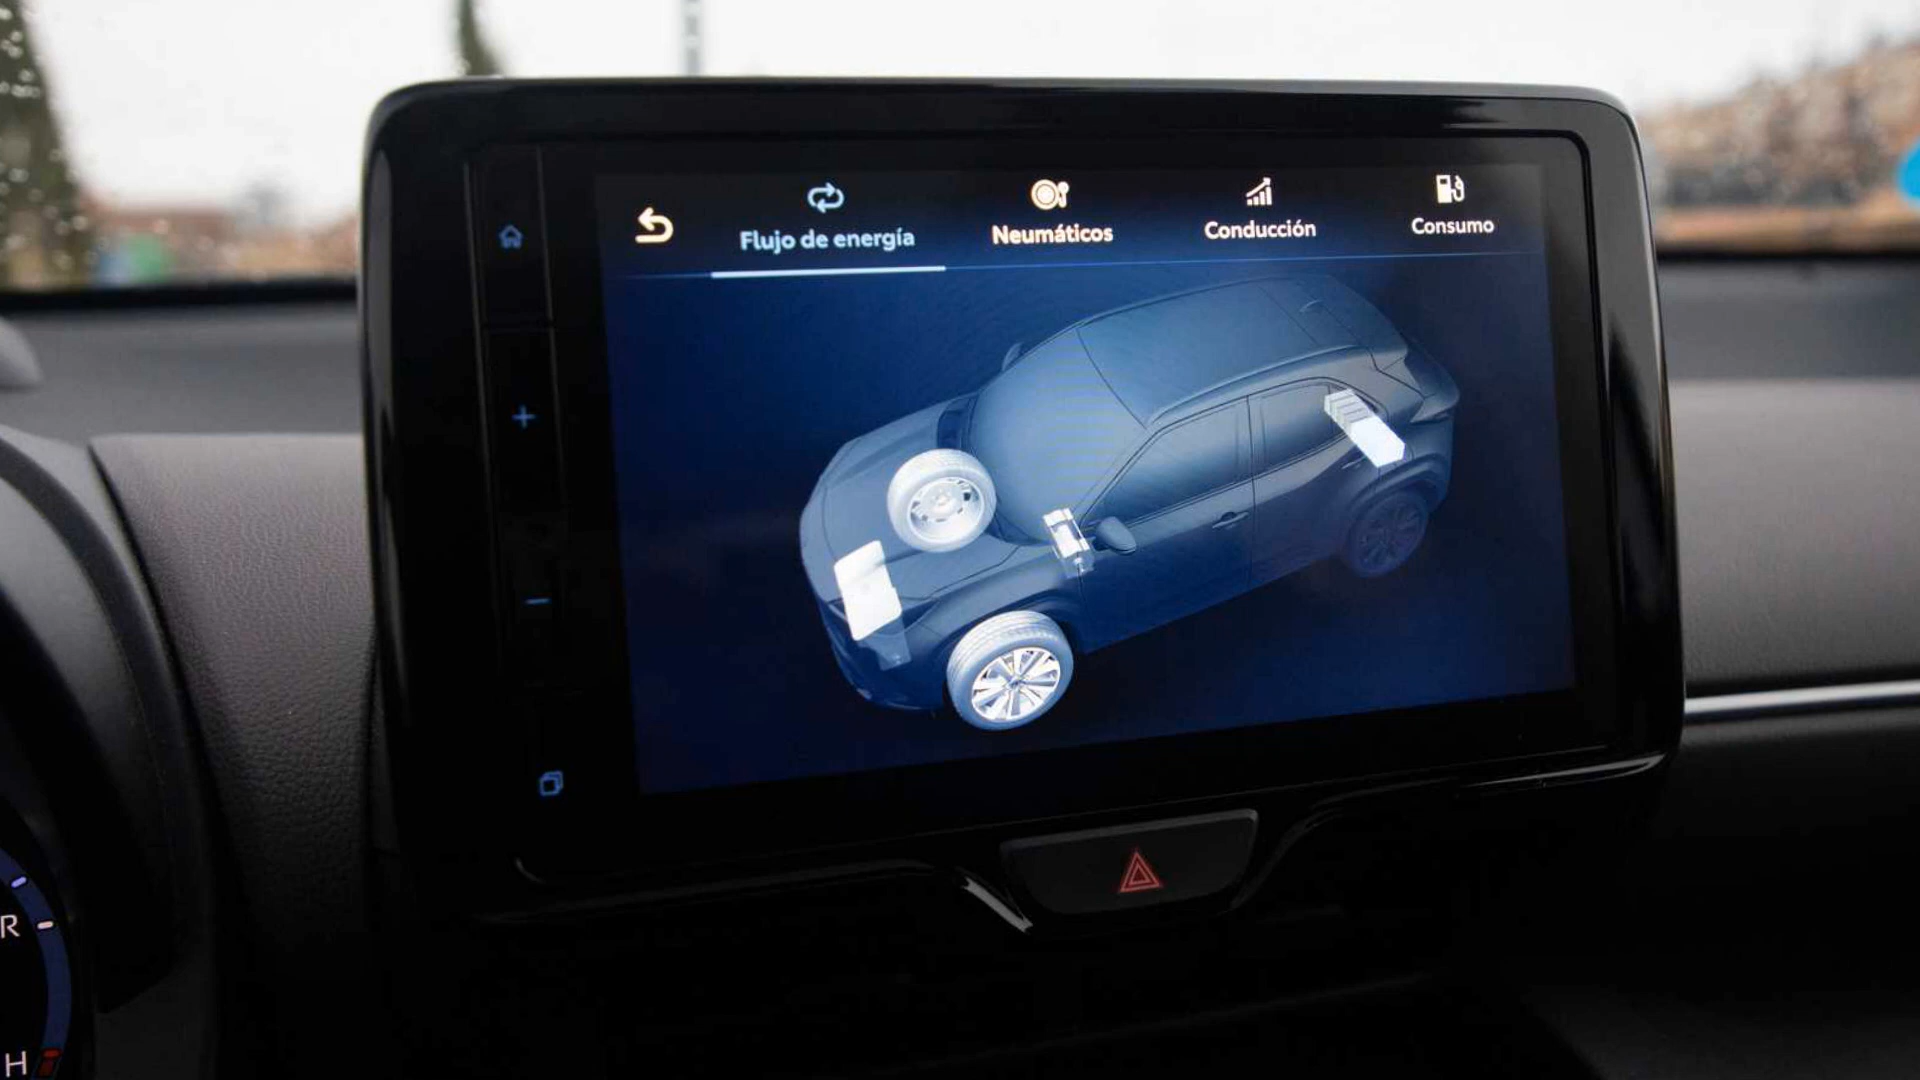 Flujo de energía
Neumáticos
Conducción
Consumo
R
H